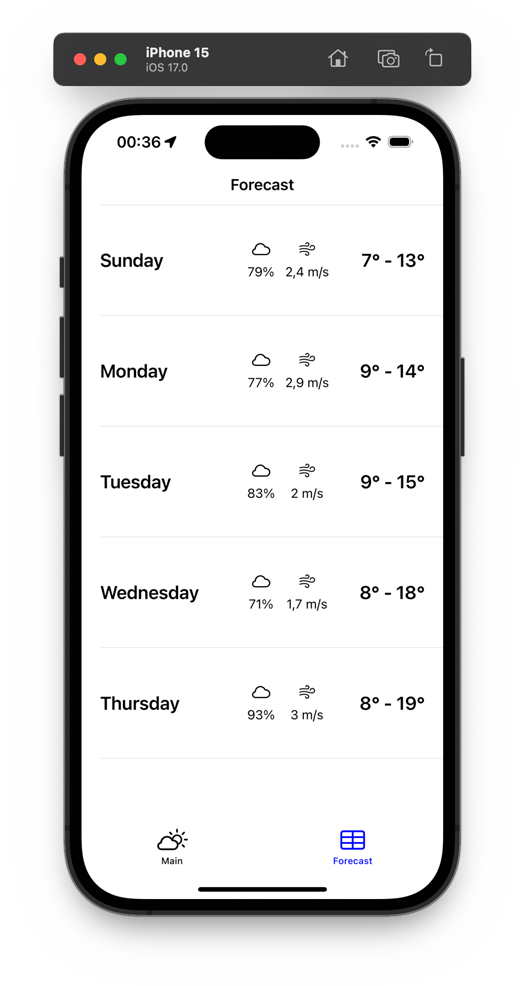 iPhone 15
iOS 17.0
00:36
Forecast
Sunday 79% 2,4 m/s 7° - 13°
Monday 77% 2,9 m/s 9° - 14°
Tuesday 83% 2 m/s 9° - 15°
Wednesday 71% 1,7 m/s 8° - 18°
Thursday 93% 3 m/s 8° - 19°
Main Forecast